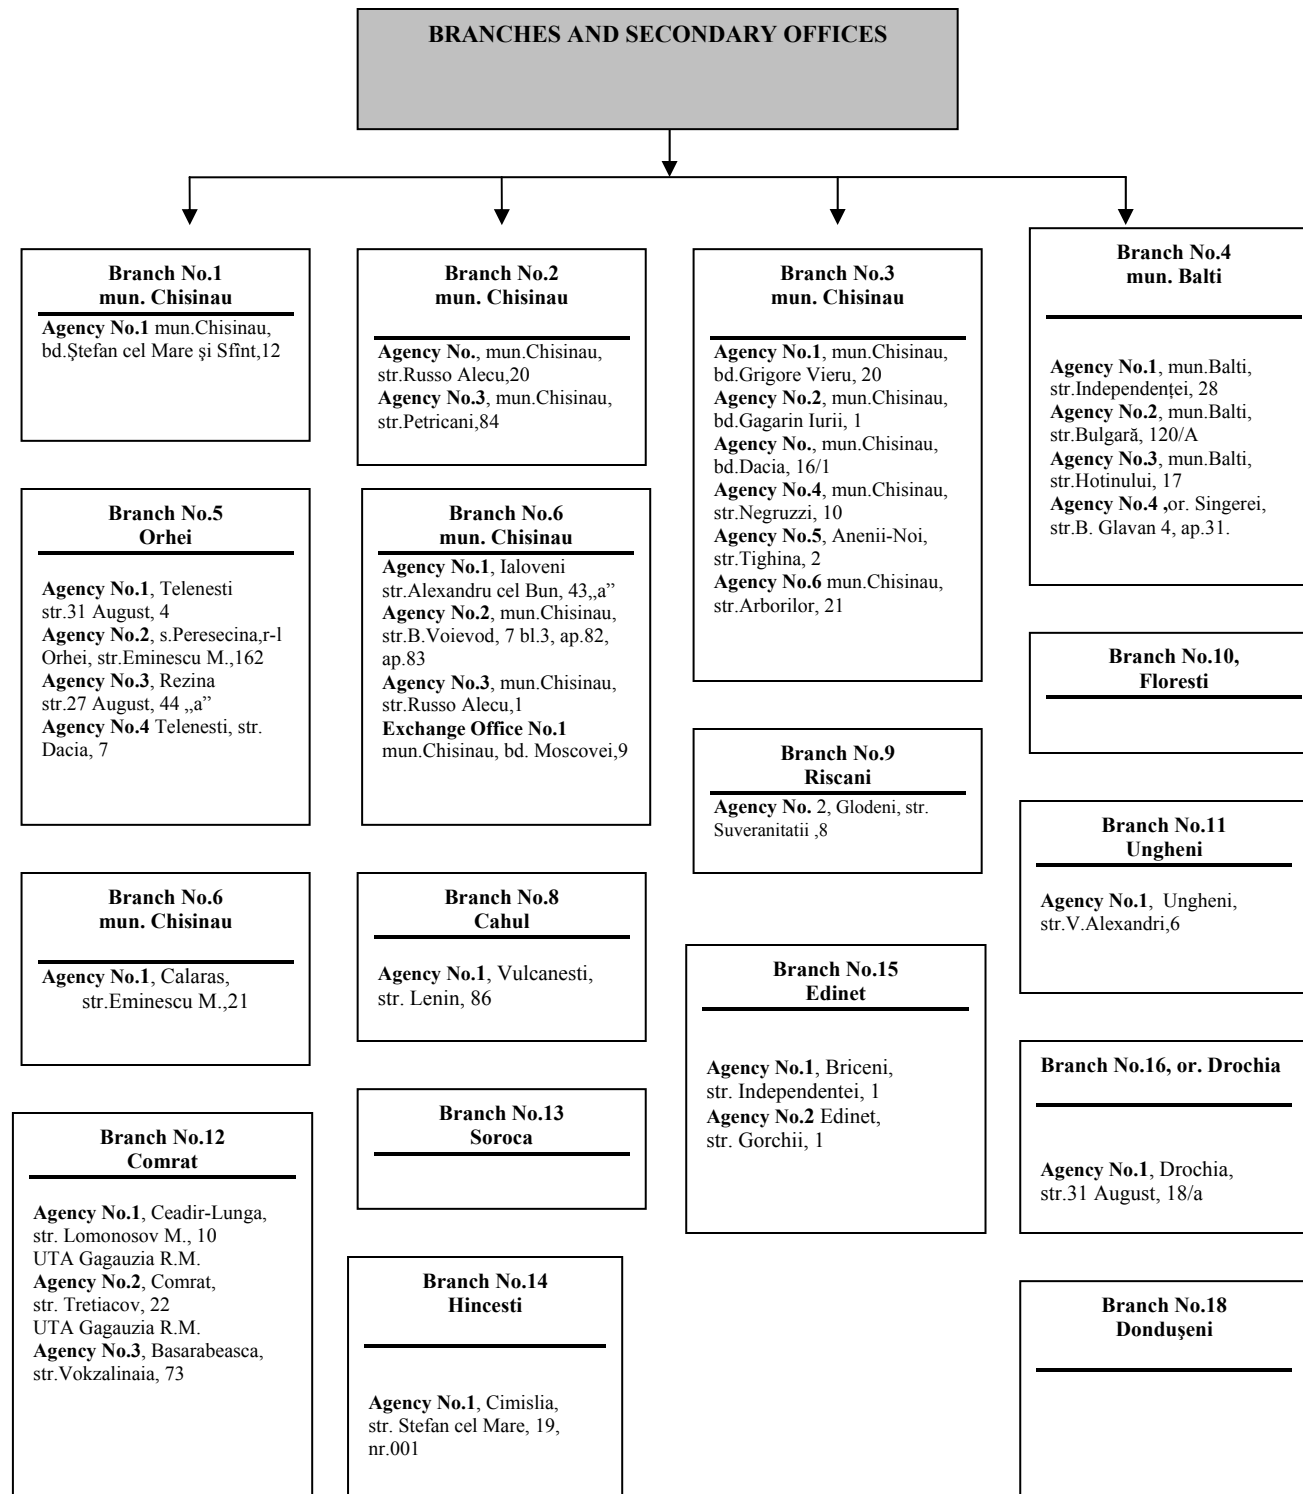 BRANCHES AND SECONDARY OFFICES
Branch No.1
mun. Chisinau
Agency No.1 mun.Chisinau,
bd.Ştefan cel Mare şi Sfînt,12
Branch No.2
mun. Chisinau
Agency No., mun.Chisinau,
str.Russo Alecu,20
Agency No.3, mun.Chisinau,
str.Petricani,84
Branch No.3
mun. Chisinau
Agency No.1, mun.Chisinau,
bd.Grigore Vieru, 20
Agency No.2, mun.Chisinau,
bd.Gagarin Iurii, 1
Agency No., mun.Chisinau,
bd.Dacia, 16/1
Agency No.4, mun.Chisinau,
str.Negruzzi, 10
Agency No.5, Anenii-Noi,
str.Tighina, 2
Agency No.6 mun.Chisinau,
str.Arborilor, 21
Branch No.4
mun. Balti
Agency No.1, mun.Balti,
str.Independenţei, 28
Agency No.2, mun.Balti,
str.Bulgară, 120/A
Agency No.3, mun.Balti,
str.Hotinului, 17
Agency No.4 ,or. Singerei,
str.B. Glavan 4, ap.31.
Branch No.5
Orhei
Agency No.1, Telenesti
str.31 August, 4
Agency No.2, s.Peresecina,r-l
Orhei, str.Eminescu M.,162
Agency No.3, Rezina
str.27 August, 44 „a”
Agency No.4 Telenesti, str.
Dacia, 7
Branch No.6
mun. Chisinau
Agency No.1, Ialoveni
str.Alexandru cel Bun, 43„a”
Agency No.2, mun.Chisinau,
str.B.Voievod, 7 bl.3, ap.82,
ap.83
Agency No.3, mun.Chisinau,
str.Russo Alecu,1
Exchange Office No.1
mun.Chisinau, bd. Moscovei,9
Branch No.10,
Floresti
Branch No.9
Riscani
Agency No. 2, Glodeni, str.
Suveranitatii ,8
Branch No.11
Ungheni
Agency No.1, Ungheni,
str.V.Alexandri,6
Branch No.6
mun. Chisinau
Agency No.1, Calaras,
str.Eminescu M.,21
Branch No.8
Cahul
Agency No.1, Vulcanesti,
str. Lenin, 86
Branch No.15
Edinet
Agency No.1, Briceni,
str. Independentei, 1
Agency No.2 Edinet,
str. Gorchii, 1
Branch No.16, or. Drochia
Agency No.1, Drochia,
str.31 August, 18/a
Branch No.12
Comrat
Agency No.1, Ceadir-Lunga,
str. Lomonosov M., 10
UTA Gagauzia R.M.
Agency No.2, Comrat,
str. Tretiacov, 22
UTA Gagauzia R.M.
Agency No.3, Basarabeasca,
str.Vokzalinaia, 73
Branch No.13
Soroca
Branch No.14
Hincesti
Agency No.1, Cimislia,
str. Stefan cel Mare, 19,
nr.001
Branch No.18
Donduşeni